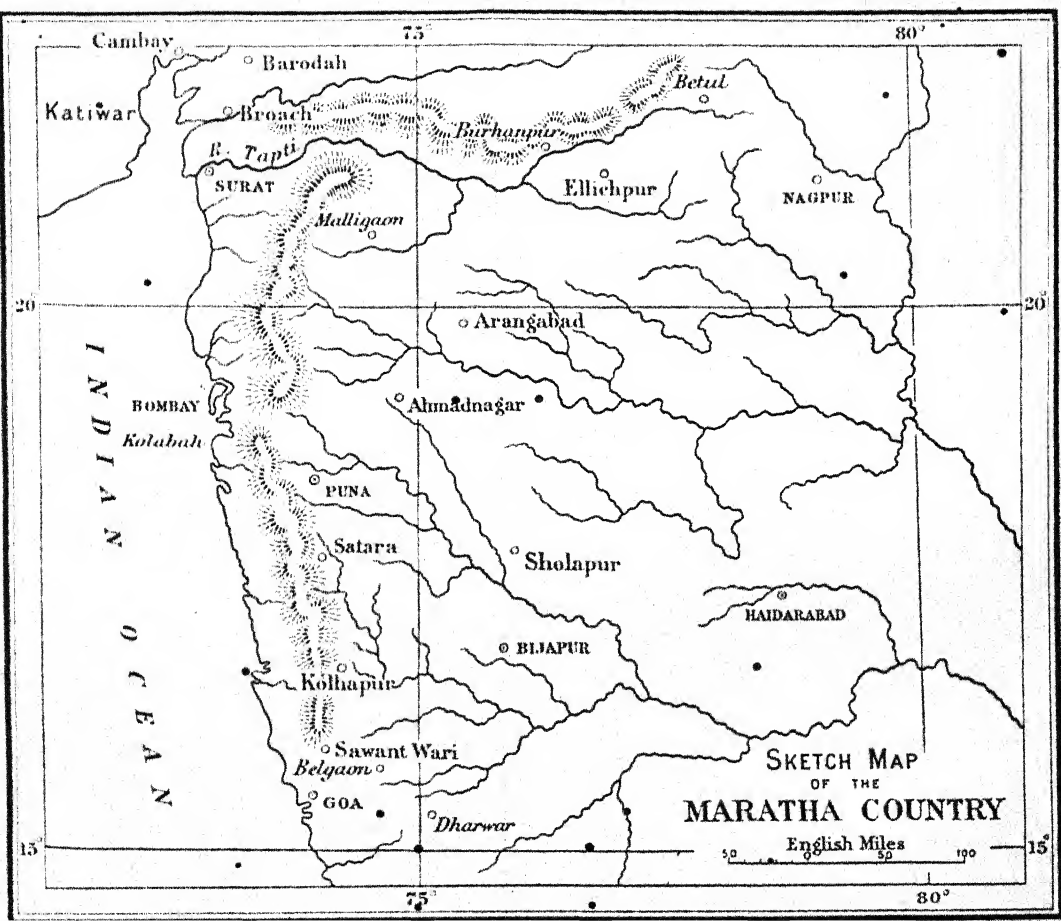 75°
80°
Cambay
Barodah
Katiwar
Broach
Betul
Burhanpur
R. Tapti
SURAT
Ellichpur
NAGPUR
Malligaon
20°
20°
Arangabad
BOMBAY
Ahmadnagar
Kolabah
PUNA
Satara
Sholapur
HAIDARABAD
BIJAPUR
Kolhapur
INDIAN OCEAN
Sawant Wari
Belgaon
GOA
Dharwar
SKETCH MAP
OF THE
MARATHA COUNTRY
English Miles
50 0 50 100
15°
15°
75°
80°